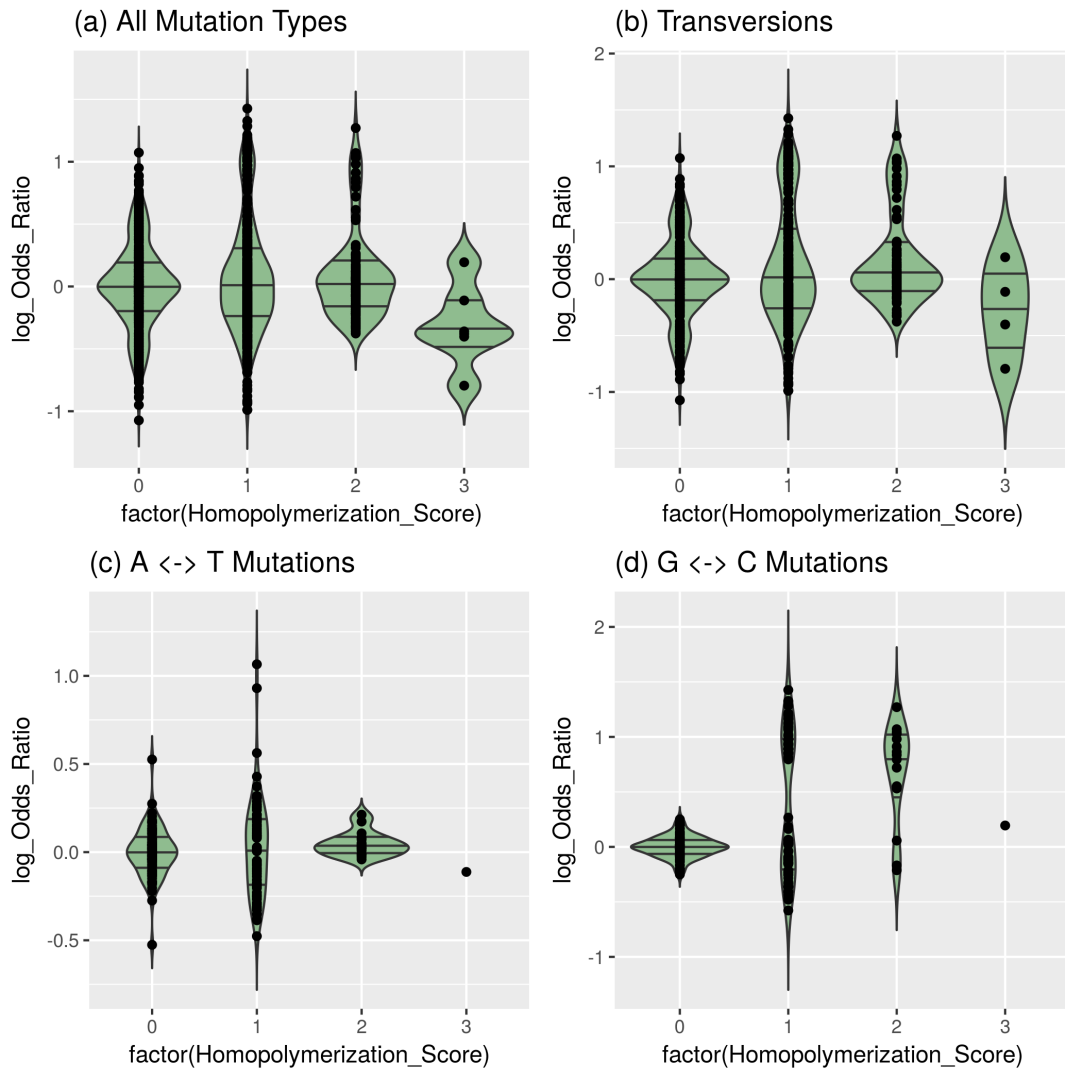 (a) All Mutation Types
log_Odds_Ratio
1
0
-1
0 1 2 3
factor(Homopolymerization_Score)
(b) Transversions
log_Odds_Ratio
2
1
0
-1
0 1 2 3
factor(Homopolymerization_Score)
(c) A <-> T Mutations
log_Odds_Ratio
1.0
0.5
0.0
-0.5
0 1 2 3
factor(Homopolymerization_Score)
(d) G <-> C Mutations
log_Odds_Ratio
2
1
0
-1
0 1 2 3
factor(Homopolymerization_Score)